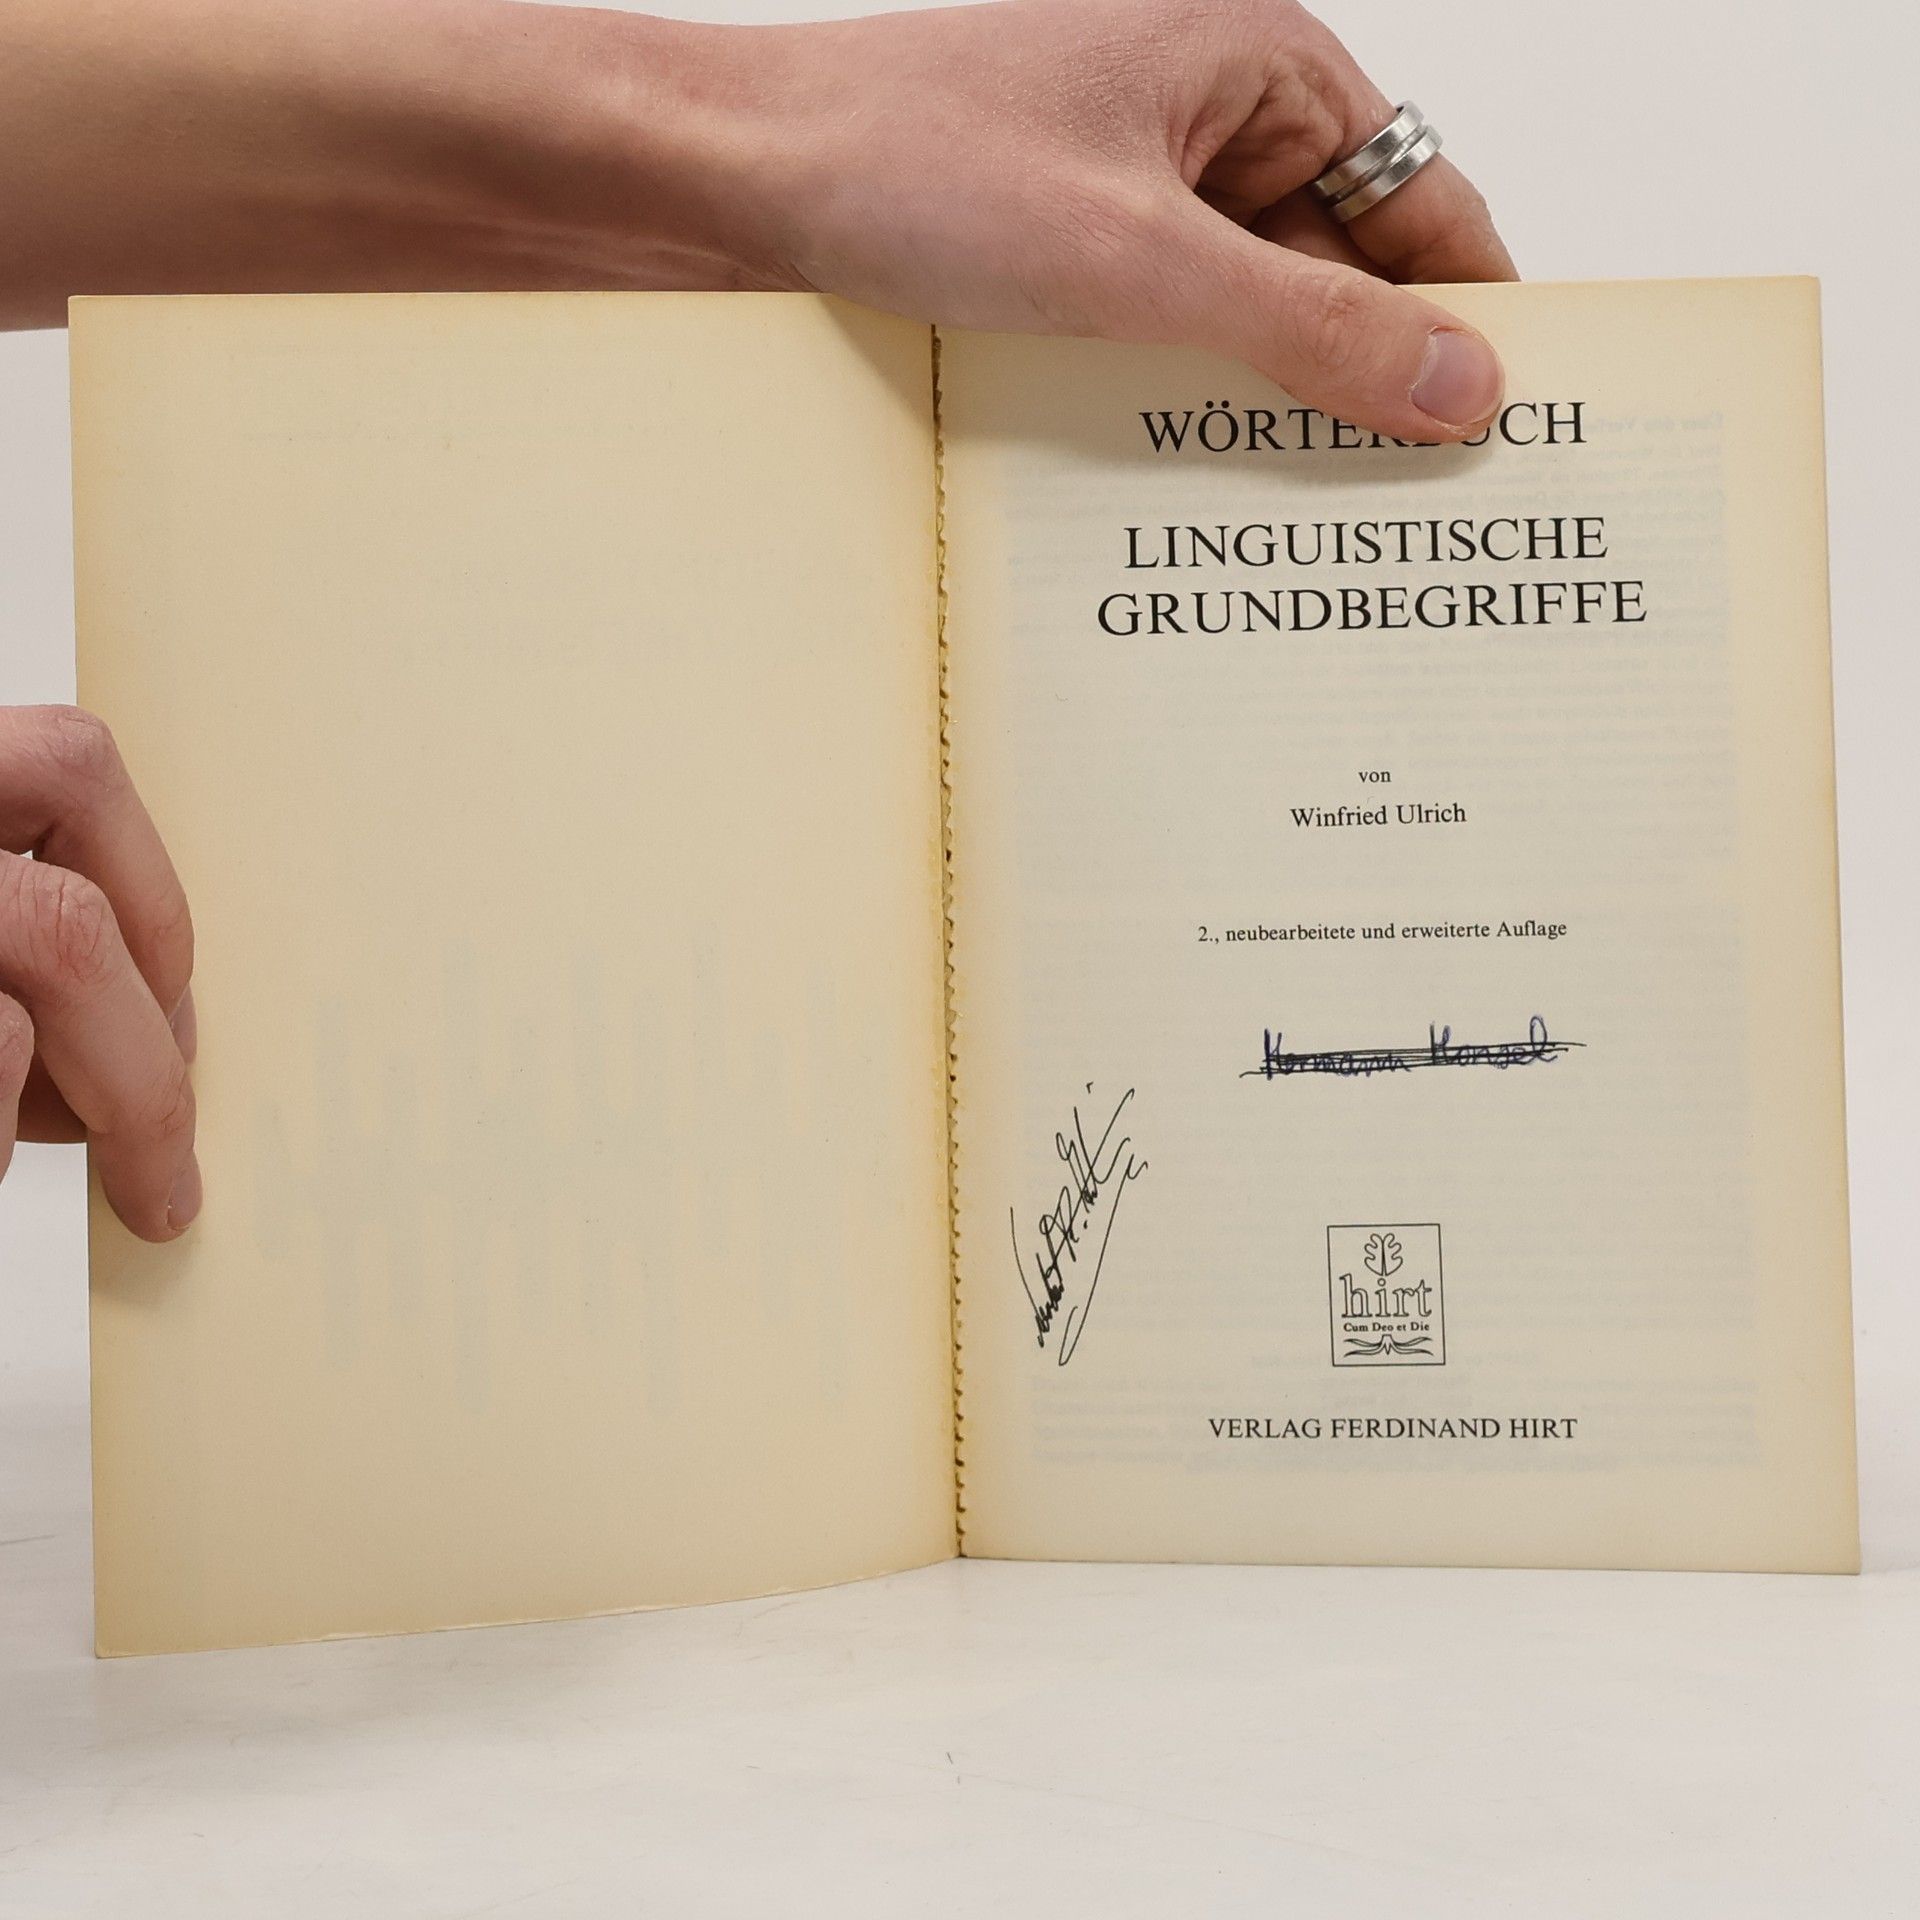 WÖRTERBUCH
LINGUISTISCHE
GRUNDBEGRIFFE
von
Winfried Ulrich
2., neubearbeitete und erweiterte Auflage
Hermann
hirt
Cum Deo et Die
VERLAG FERDINAND HIRT